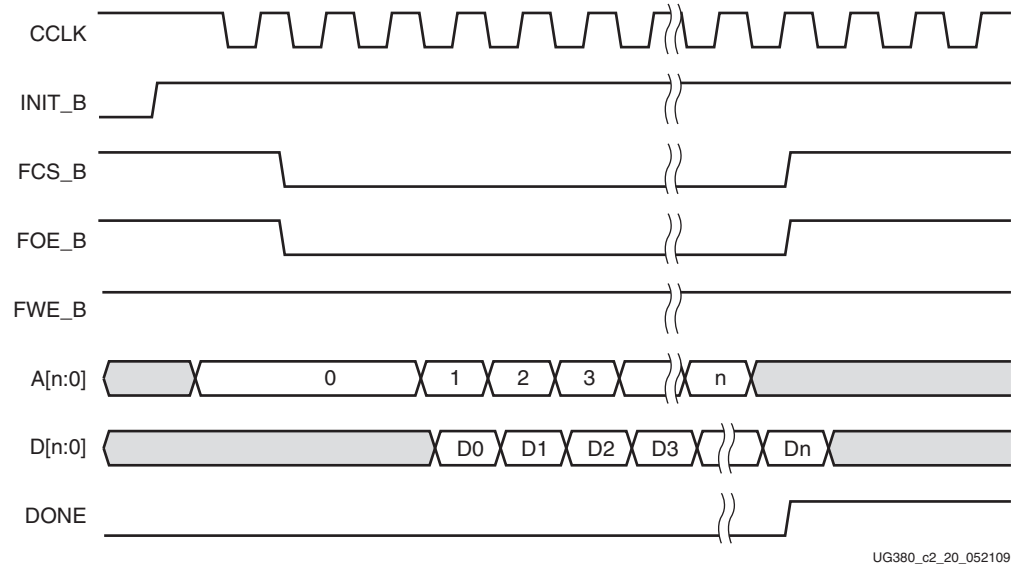 CCLK
INIT_B
FCS_B
FOE_B
FWE_B
A[n:0] 0 1 2 3 n
D[n:0] D0 D1 D2 D3 Dn
DONE
UG380_c2_20_052109